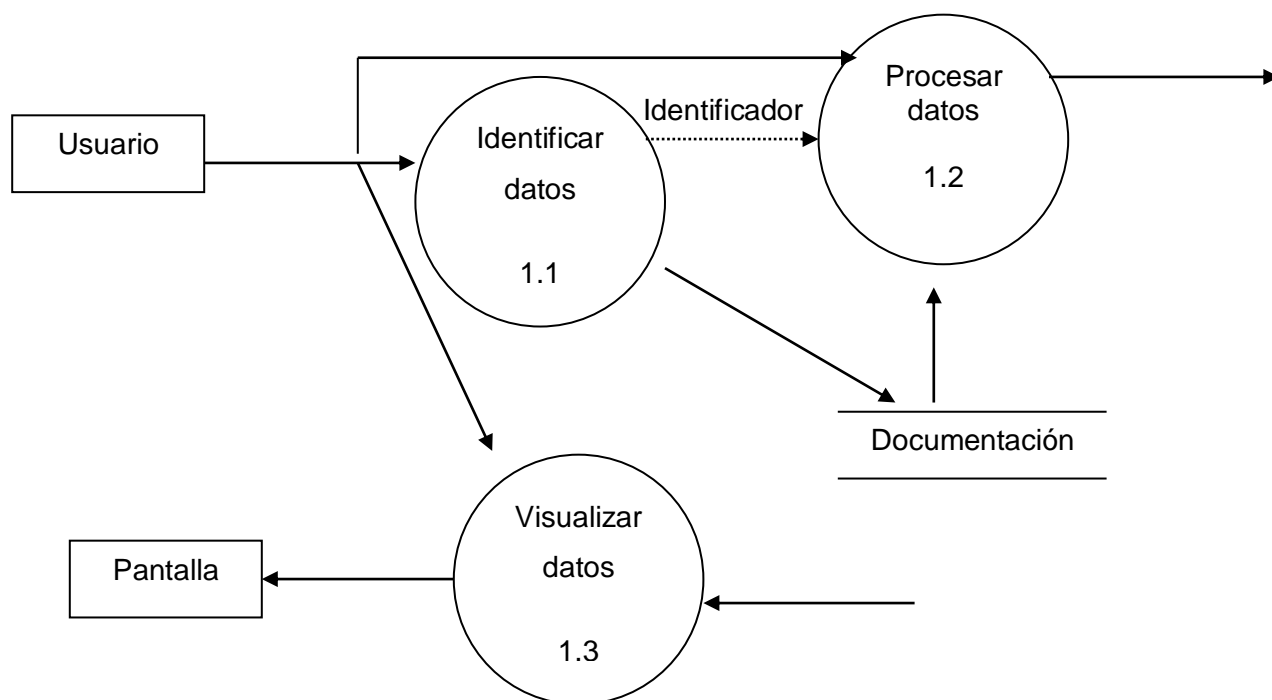 Usuario
Identificar
datos
1.1
Identificador
Procesar
datos
1.2
Documentación
Visualizar
datos
1.3
Pantalla